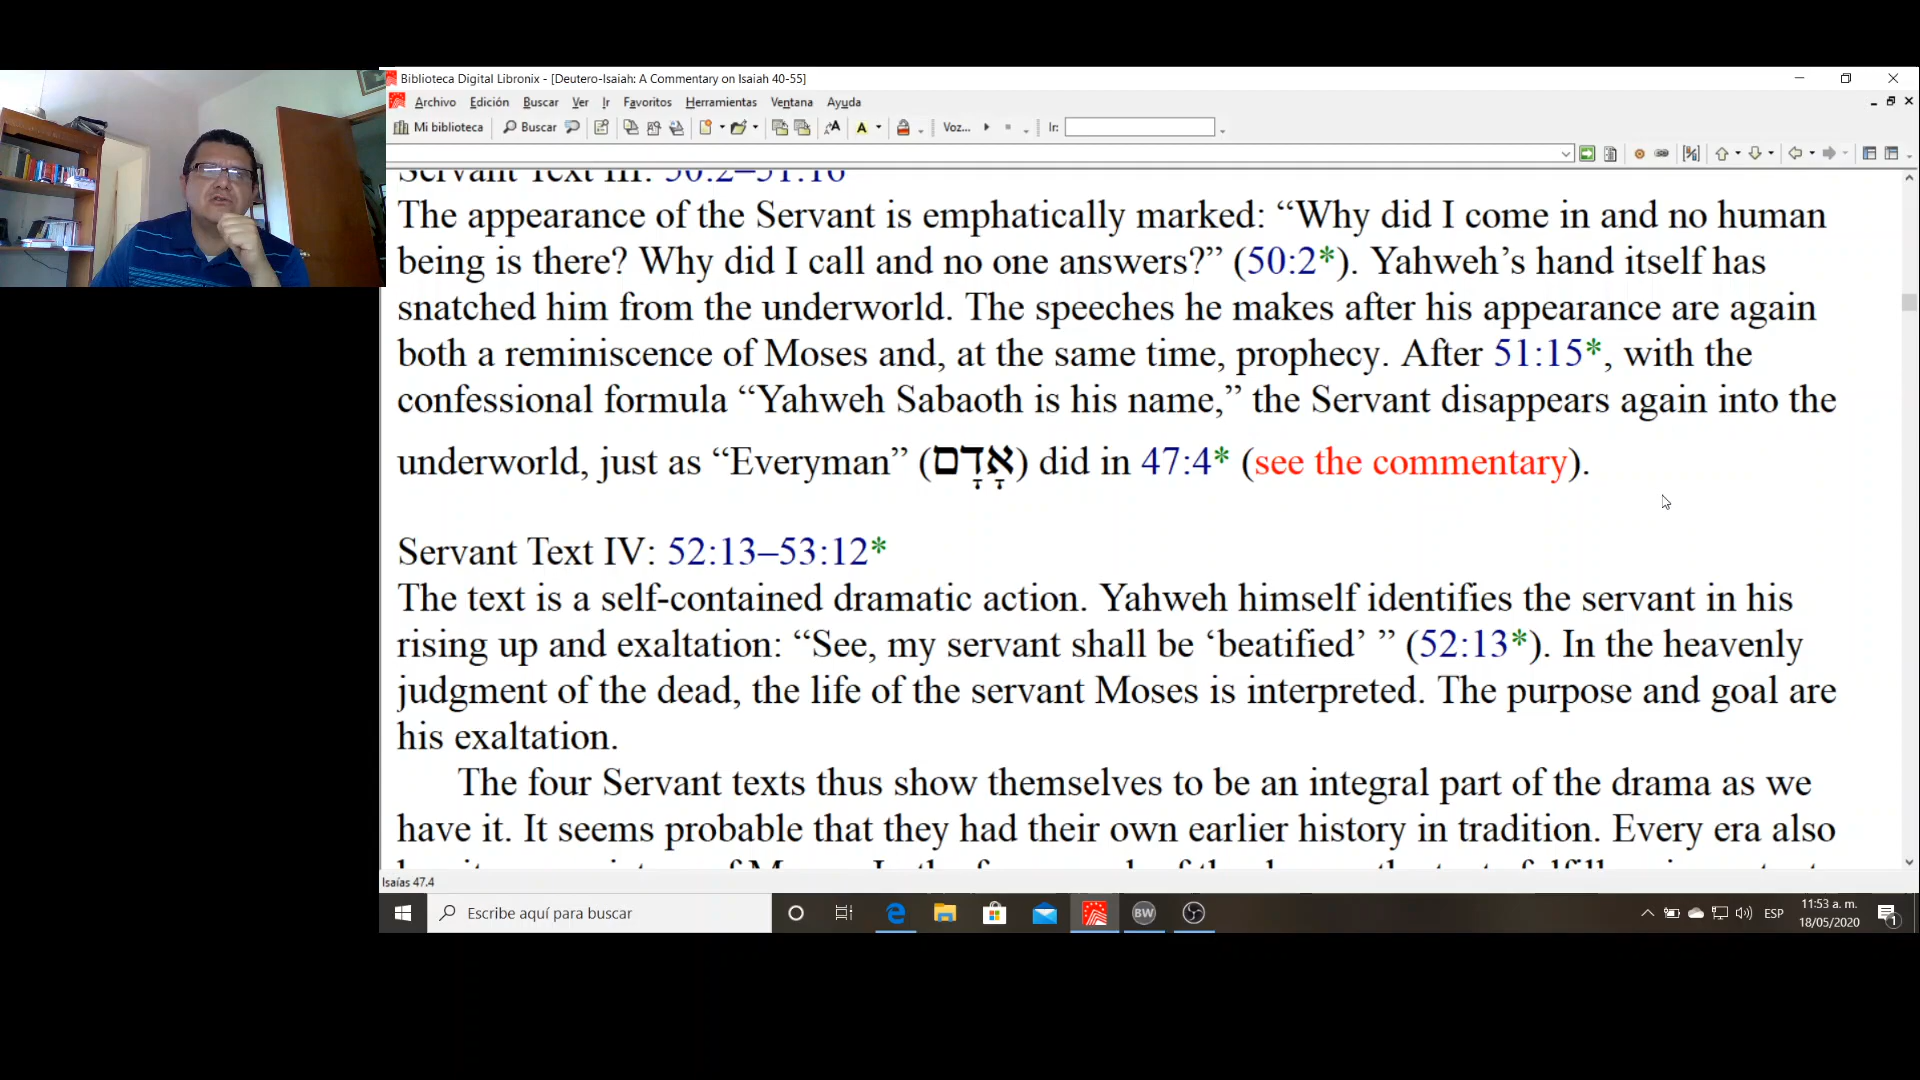 Biblioteca Digital Libronix - [Deutero-Isaiah: A Commentary on Isaiah 40-55]
Archivo Edición Buscar Ver Ir Favoritos Herramientas Ventana Ayuda
Mi biblioteca Buscar Voz... Ir:
Servant Text III: 50:2–51:16
The appearance of the Servant is emphatically marked: “Why did I come in and no human
being is there? Why did I call and no one answers?” (50:2*). Yahweh’s hand itself has
snatched him from the underworld. The speeches he makes after his appearance are again
both a reminiscence of Moses and, at the same time, prophecy. After 51:15*, with the
confessional formula “Yahweh Sabaoth is his name,” the Servant disappears again into the
underworld, just as “Everyman” (אָדָם) did in 47:4* (see the commentary).
Servant Text IV: 52:13–53:12*
The text is a self-contained dramatic action. Yahweh himself identifies the servant in his
rising up and exaltation: “See, my servant shall be ‘beatified’ ” (52:13*). In the heavenly
judgment of the dead, the life of the servant Moses is interpreted. The purpose and goal are
his exaltation.
The four Servant texts thus show themselves to be an integral part of the drama as we
have it. It seems probable that they had their own earlier history in tradition. Every era also
Isaías 47.4
Escribe aquí para buscar
BW
ESP
11:53 a. m.
18/05/2020
1